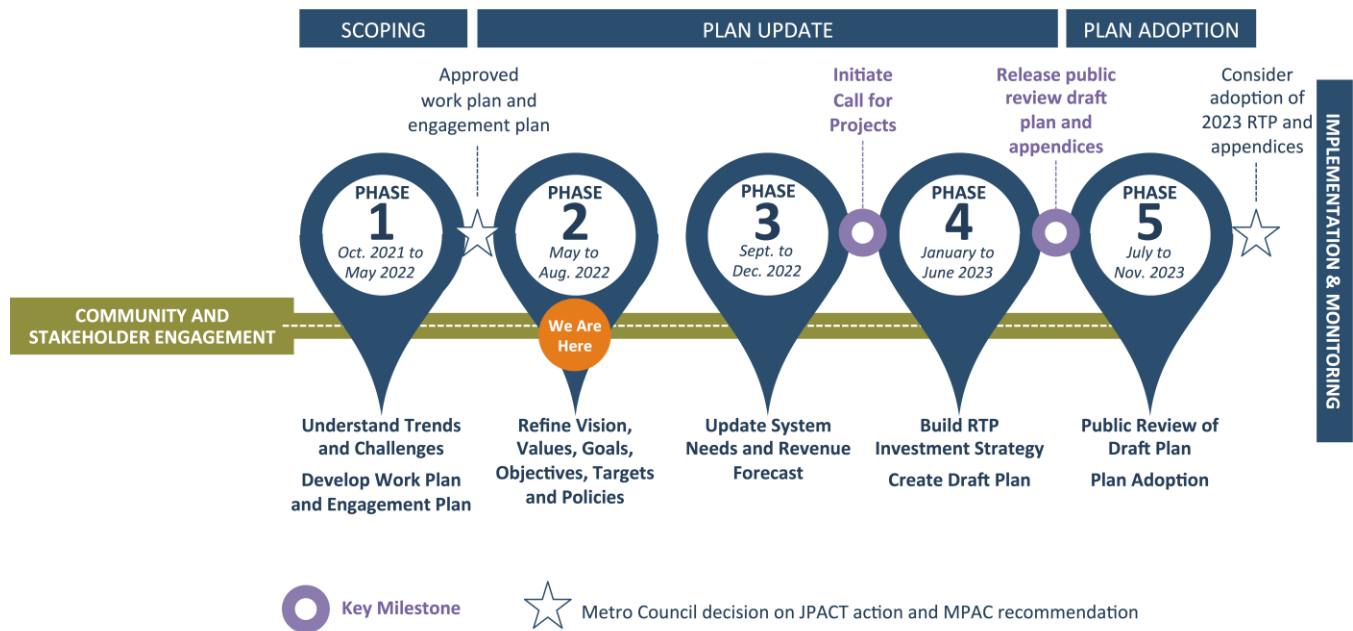 SCOPING
PLAN UPDATE
PLAN ADOPTION
Approved
work plan and
engagement plan
Initiate
Call for
Projects
Release public
review draft
plan and
appendices
Consider
adoption of
2023 RTP and
appendices
IMPLEMENTATION & MONITORING
PHASE
1
Oct. 2021 to
May 2022
PHASE
2
May to
Aug. 2022
PHASE
3
Sept. to
Dec. 2022
PHASE
4
January to
June 2023
PHASE
5
July to
Nov. 2023
COMMUNITY AND
STAKEHOLDER ENGAGEMENT
We Are
Here
Understand Trends
and Challenges
Develop Work Plan
and Engagement Plan
Refine Vision,
Values, Goals,
Objectives, Targets
and Policies
Update System
Needs and Revenue
Forecast
Build RTP
Investment Strategy
Create Draft Plan
Public Review of
Draft Plan
Plan Adoption
Key Milestone
Metro Council decision on JPACT action and MPAC recommendation